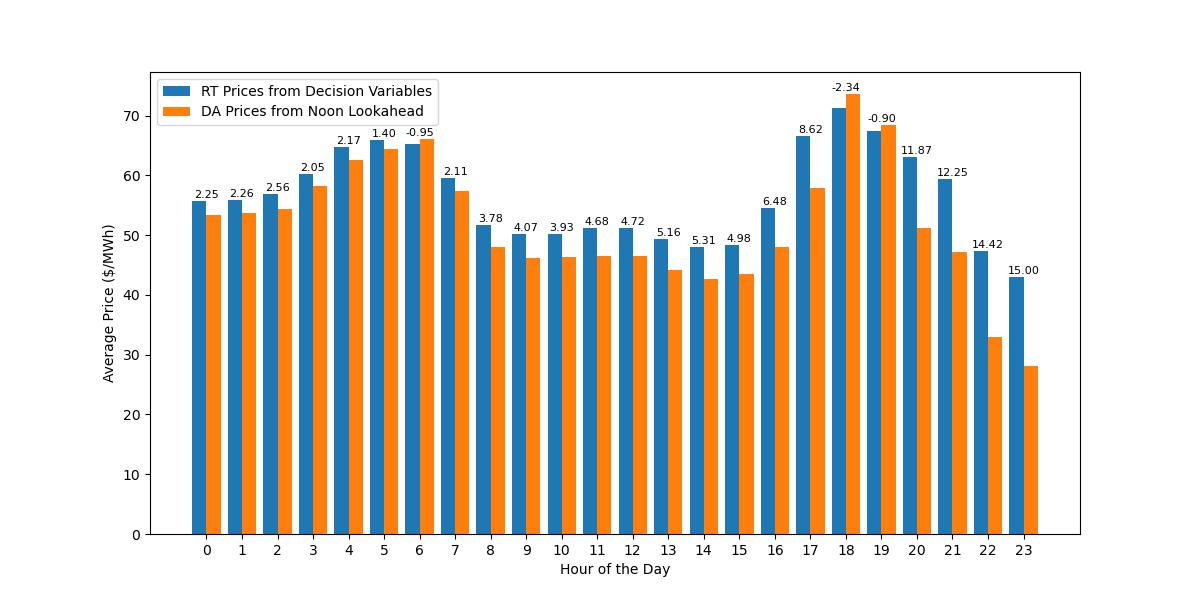 RT Prices from Decision Variables
DA Prices from Noon Lookahead
Average Price ($/MWh)
70
60
50
40
30
20
10
0
2.25 2.26 2.56 2.05 2.17 1.40 -0.95 2.11 3.78 4.07 3.93 4.68 4.72 5.16 5.31 4.98 6.48 8.62 -2.34 -0.90 11.87 12.25 14.42 15.00
0 1 2 3 4 5 6 7 8 9 10 11 12 13 14 15 16 17 18 19 20 21 22 23
Hour of the Day